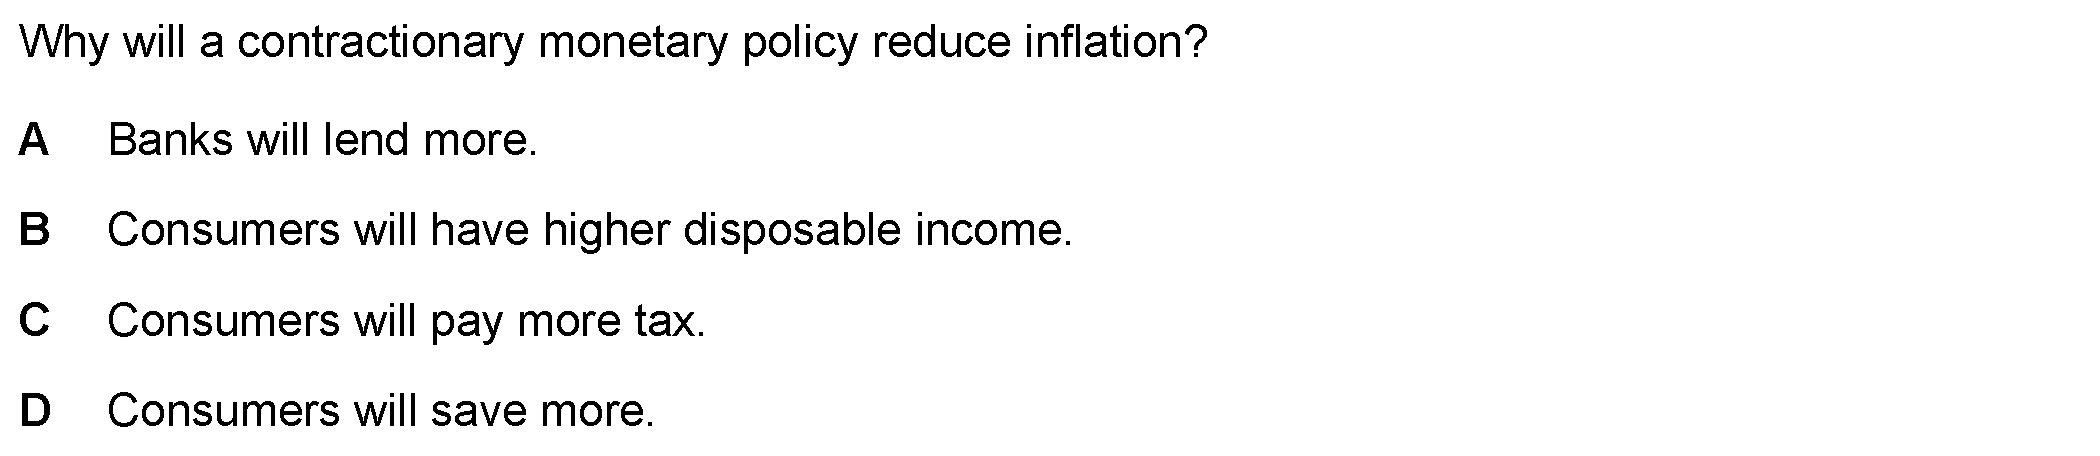 Why will a contractionary monetary policy reduce inflation?
A Banks will lend more.
B Consumers will have higher disposable income.
C Consumers will pay more tax.
D Consumers will save more.